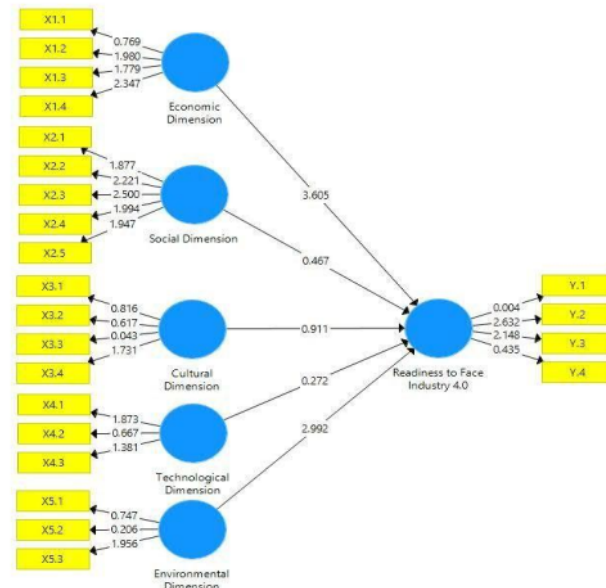 X1.1
X1.2
X1.3
X1.4
0.769
1.980
1.779
2.347
Economic
Dimension
X2.1
X2.2
X2.3
X2.4
X2.5
1.877
2.221
2.500
1.994
1.947
Social Dimension
X3.1
X3.2
X3.3
X3.4
0.816
0.617
0.043
1.731
Cultural
Dimension
X4.1
X4.2
X4.3
1.873
0.667
1.381
Technological
Dimension
X5.1
X5.2
X5.3
0.747
0.206
1.956
Environmental
Dimension
3.605
0.467
0.911
0.272
2.992
Readiness to Face
Industry 4.0
0.004
2.632
2.148
0.435
Y.1
Y.2
Y.3
Y.4